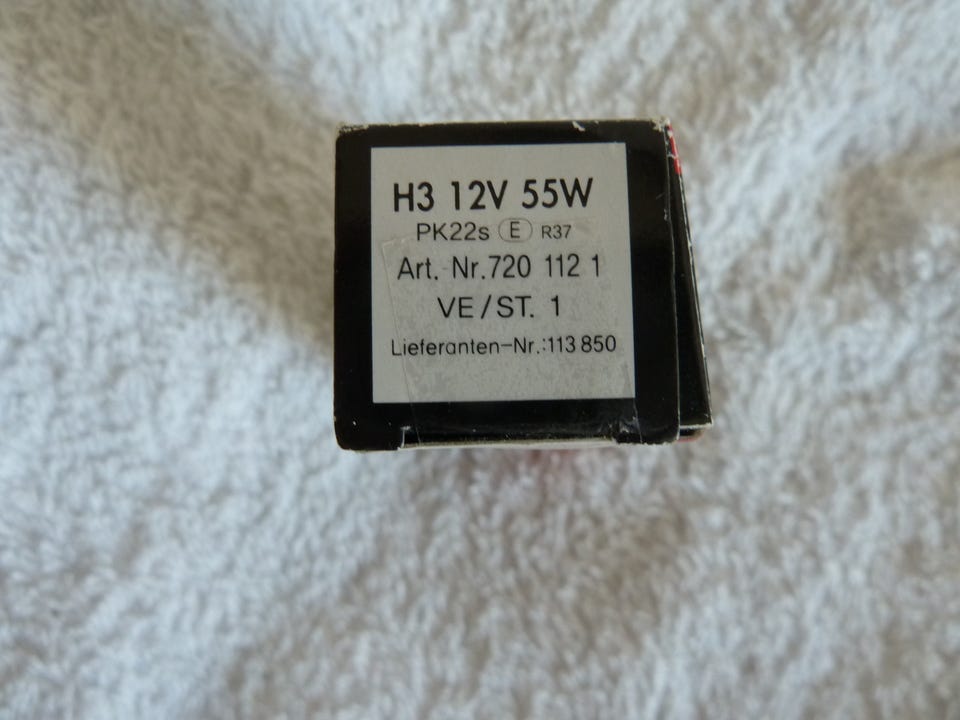 H3 12V 55W
PK22s E R37
Art. Nr. 720 112 1
VE/ST. 1
Lieferanten-Nr.:113 850